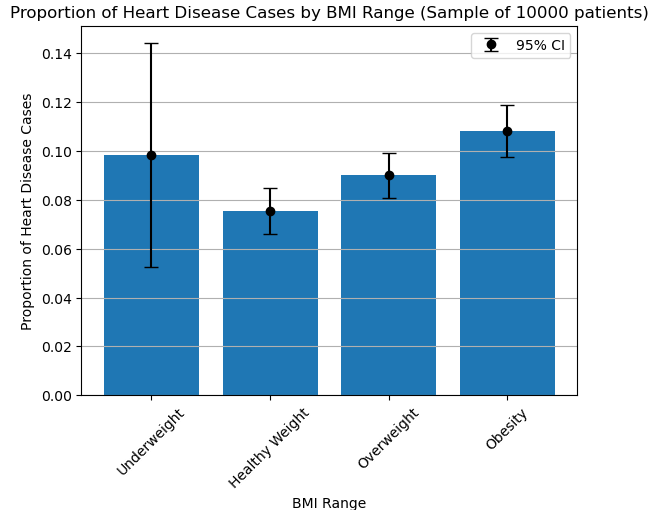 Proportion of Heart Disease Cases by BMI Range (Sample of 10000 patients)
95% CI
Proportion of Heart Disease Cases
0.14
0.12
0.10
0.08
0.06
0.04
0.02
0.00
Underweight
Healthy Weight
Overweight
Obesity
BMI Range